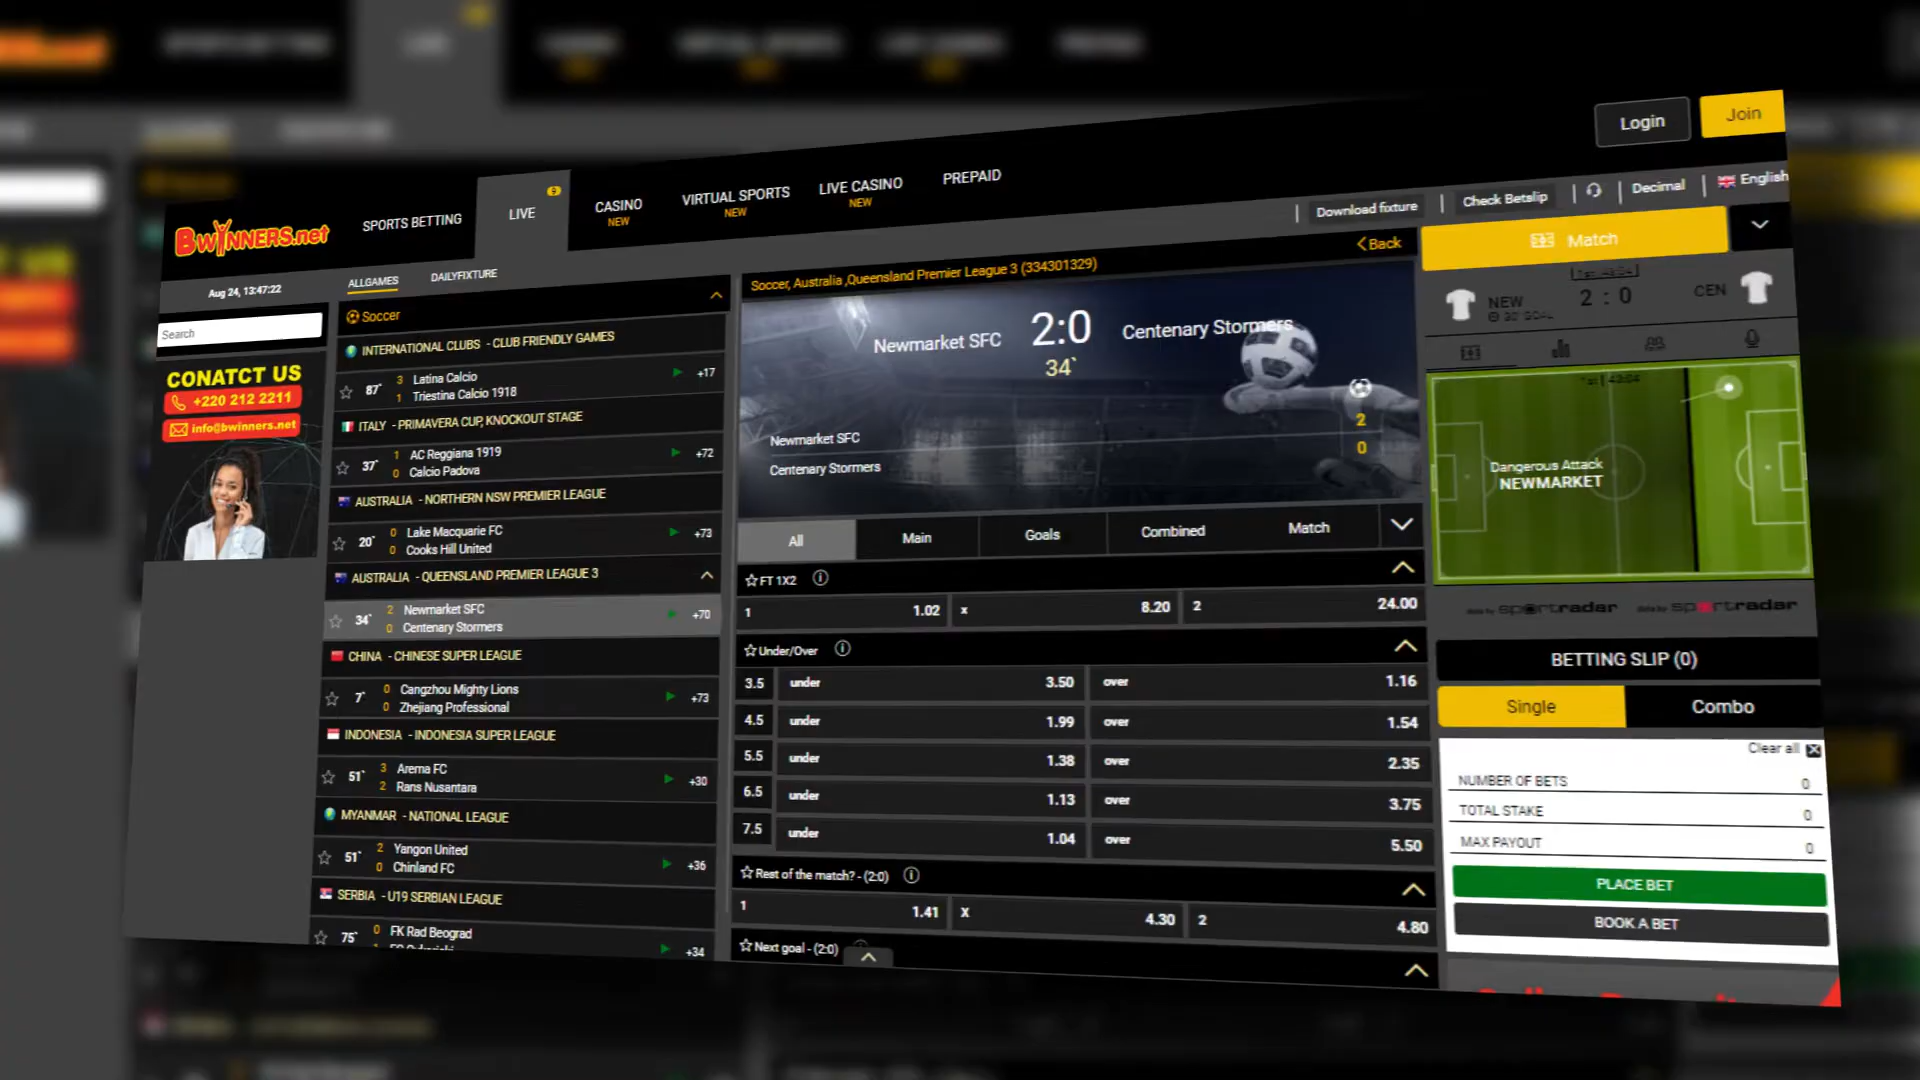 Login
Join
BWINNERS.net
SPORTS BETTING
LIVE
CASINO
NEW
VIRTUAL SPORTS
NEW
LIVE CASINO
NEW
PREPAID
Download fixture
Check Betslip
Decimal
English
Aug 24, 13:47:22
ALLGAMES
DAILYFIXTURE
Search
CONATCT US
+220 212 2211
info@bwinners.net
Soccer
INTERNATIONAL CLUBS - CLUB FRIENDLY GAMES
87` 3 Latina Calcio +17
1 Triestina Calcio 1918
ITALY - PRIMAVERA CUP, KNOCKOUT STAGE
37` 1 AC Reggiana 1919 +72
0 Calcio Padova
AUSTRALIA - NORTHERN NSW PREMIER LEAGUE
20` 0 Lake Macquarie FC +73
0 Cooks Hill United
AUSTRALIA - QUEENSLAND PREMIER LEAGUE 3
34` 2 Newmarket SFC +70
0 Centenary Stormers
CHINA - CHINESE SUPER LEAGUE
7` 0 Cangzhou Mighty Lions +73
0 Zhejiang Professional
INDONESIA - INDONESIA SUPER LEAGUE
51` 3 Arema FC +30
2 Rans Nusantara
MYANMAR - NATIONAL LEAGUE
51` 2 Yangon United +36
0 Chinland FC
SERBIA - U19 SERBIAN LEAGUE
75` 0 FK Rad Beograd +34
Soccer, Australia ,Queensland Premier League 3 (334301329)
Back
Newmarket SFC 2:0 Centenary Stormers
34`
Newmarket SFC 2
Centenary Stormers 0
All Main Goals Combined Match
FT 1X2
1 1.02 x 8.20 2 24.00
Under/Over
3.5 under 3.50 over 1.16
4.5 under 1.99 over 1.54
5.5 under 1.38 over 2.35
6.5 under 1.13 over 3.75
7.5 under 1.04 over 5.50
Rest of the match? - (2:0)
1 1.41 X 4.30 2 4.80
Next goal - (2:0)
Match
NEW 2 : 0 CEN
30' GOAL
Dangerous Attack
NEWMARKET
data by sportradar data by sportradar
BETTING SLIP (0)
Single Combo
Clear all
NUMBER OF BETS 0
TOTAL STAKE 0
MAX PAYOUT 0
PLACE BET
BOOK A BET